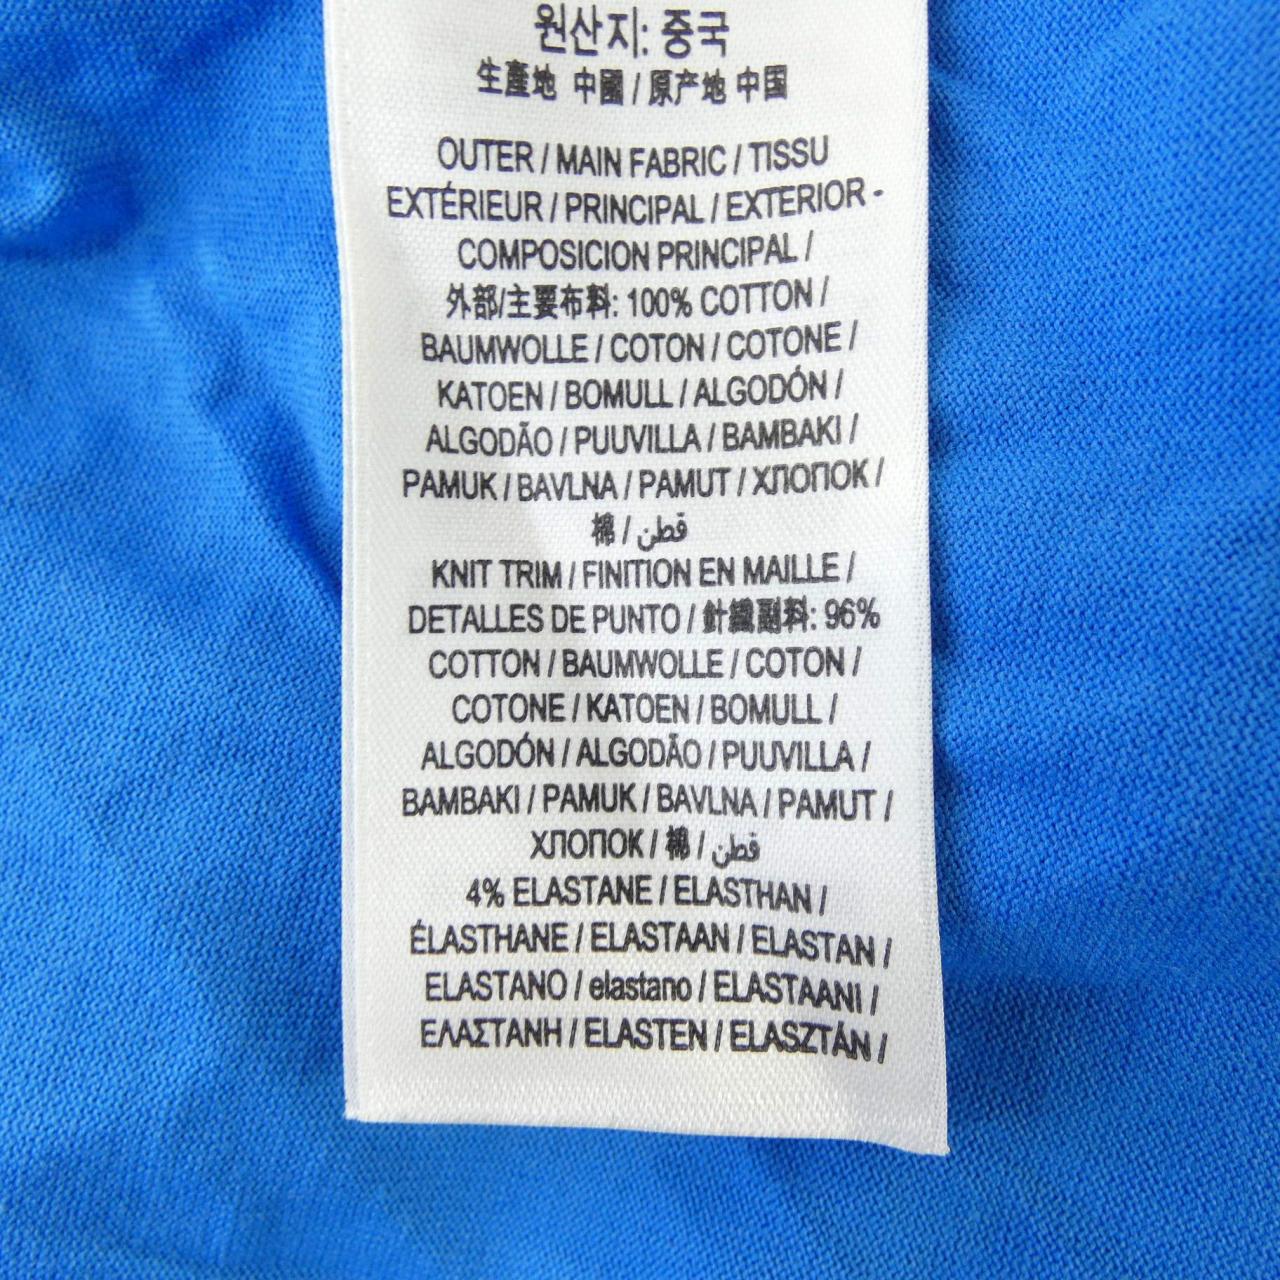 원산지: 중국
生產地 中國 / 原产地 中国
OUTER / MAIN FABRIC / TISSU
EXTÉRIEUR / PRINCIPAL / EXTERIOR -
COMPOSICION PRINCIPAL /
外部/主要布料: 100% COTTON /
BAUMWOLLE / COTON / COTONE /
KATOEN / BOMULL / ALGODÓN /
ALGODÃO / PUUVILLA / BAMBAKI /
PAMUK / BAVLNA / PAMUT / ХЛОПОК /
棉 / قطن
KNIT TRIM / FINITION EN MAILLE /
DETALLES DE PUNTO / 針織副料: 96%
COTTON / BAUMWOLLE / COTON /
COTONE / KATOEN / BOMULL /
ALGODÓN / ALGODÃO / PUUVILLA /
BAMBAKI / PAMUK / BAVLNA / PAMUT /
ХЛОПОК / 棉 / قطن
4% ELASTANE / ELASTHAN /
ÉLASTHANE / ELASTAAN / ELASTAN /
ELASTANO / elastano / ELASTAANI /
ΕΛΑΣΤΑΝΗ / ELASTEN / ELASZTÁN /